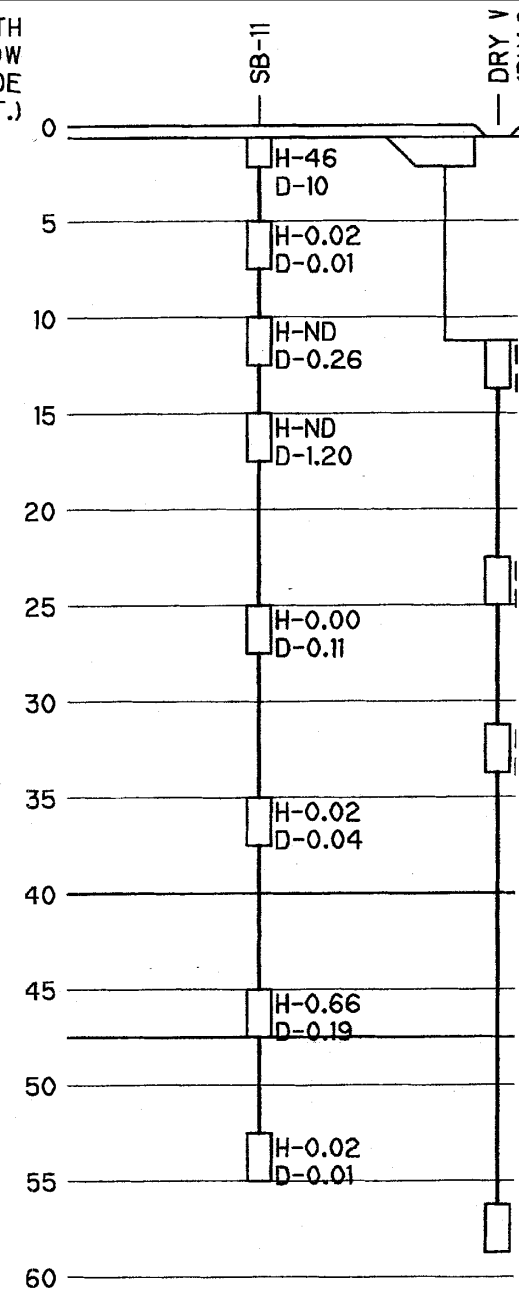 TH
OW
DE
T.)
SB-11
DRY W
0
H-46
D-10
5
H-0.02
D-0.01
10
H-ND
D-0.26
15
H-ND
D-1.20
20
25
H-0.00
D-0.11
30
35
H-0.02
D-0.04
40
45
H-0.66
D-0.19
50
H-0.02
D-0.01
55
60